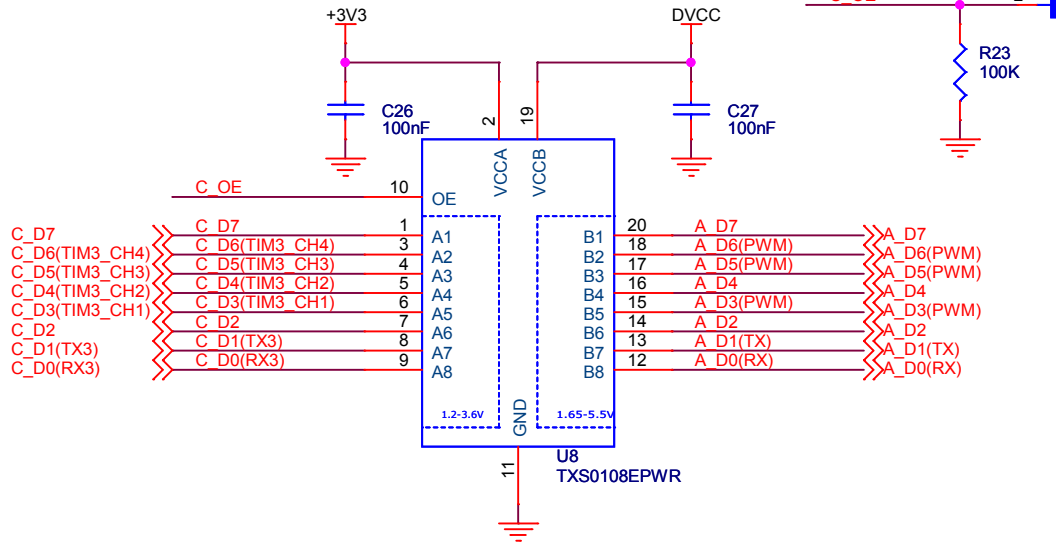 +3V3
DVCC
R23
100K
C26
100nF
C27
100nF
2
19
VCCA
VCCB
C_OE
10
OE
C_D7
C_D7
1
A1
B1
20
A_D7
A_D7
C_D6(TIM3_CH4)
C_D6(TIM3_CH4)
3
A2
B2
18
A_D6(PWM)
A_D6(PWM)
C_D5(TIM3_CH3)
C_D5(TIM3_CH3)
4
A3
B3
17
A_D5(PWM)
A_D5(PWM)
C_D4(TIM3_CH2)
C_D4(TIM3_CH2)
5
A4
B4
16
A_D4
A_D4
C_D3(TIM3_CH1)
C_D3(TIM3_CH1)
6
A5
B5
15
A_D3(PWM)
A_D3(PWM)
C_D2
C_D2
7
A6
B6
14
A_D2
A_D2
C_D1(TX3)
C_D1(TX3)
8
A7
B7
13
A_D1(TX)
A_D1(TX)
C_D0(RX3)
C_D0(RX3)
9
A8
B8
12
A_D0(RX)
A_D0(RX)
1.2-3.6V
GND
1.65-5.5V
11
U8
TXS0108EPWR